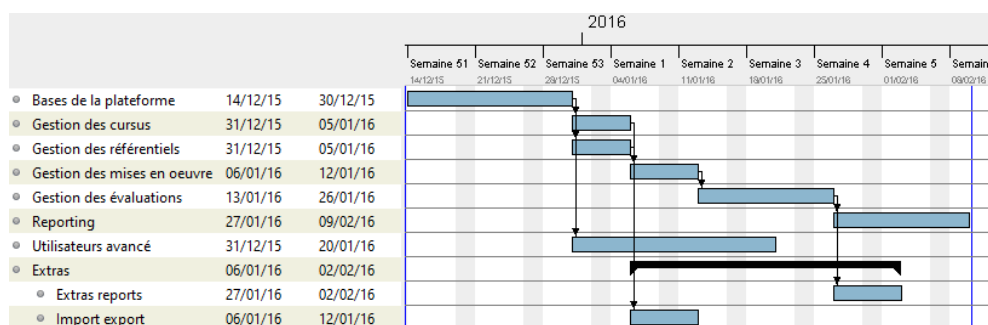 2016
Semaine 51 Semaine 52 Semaine 53 Semaine 1 Semaine 2 Semaine 3 Semaine 4 Semaine 5 Semain
14/12/15 21/12/15 28/12/15 04/01/16 11/01/16 18/01/16 25/01/16 01/02/16 08/02/16
Bases de la plateforme 14/12/15 30/12/15
Gestion des cursus 31/12/15 05/01/16
Gestion des référentiels 31/12/15 05/01/16
Gestion des mises en oeuvre 06/01/16 12/01/16
Gestion des évaluations 13/01/16 26/01/16
Reporting 27/01/16 09/02/16
Utilisateurs avancé 31/12/15 20/01/16
Extras 06/01/16 02/02/16
Extras reports 27/01/16 02/02/16
Import export 06/01/16 12/01/16